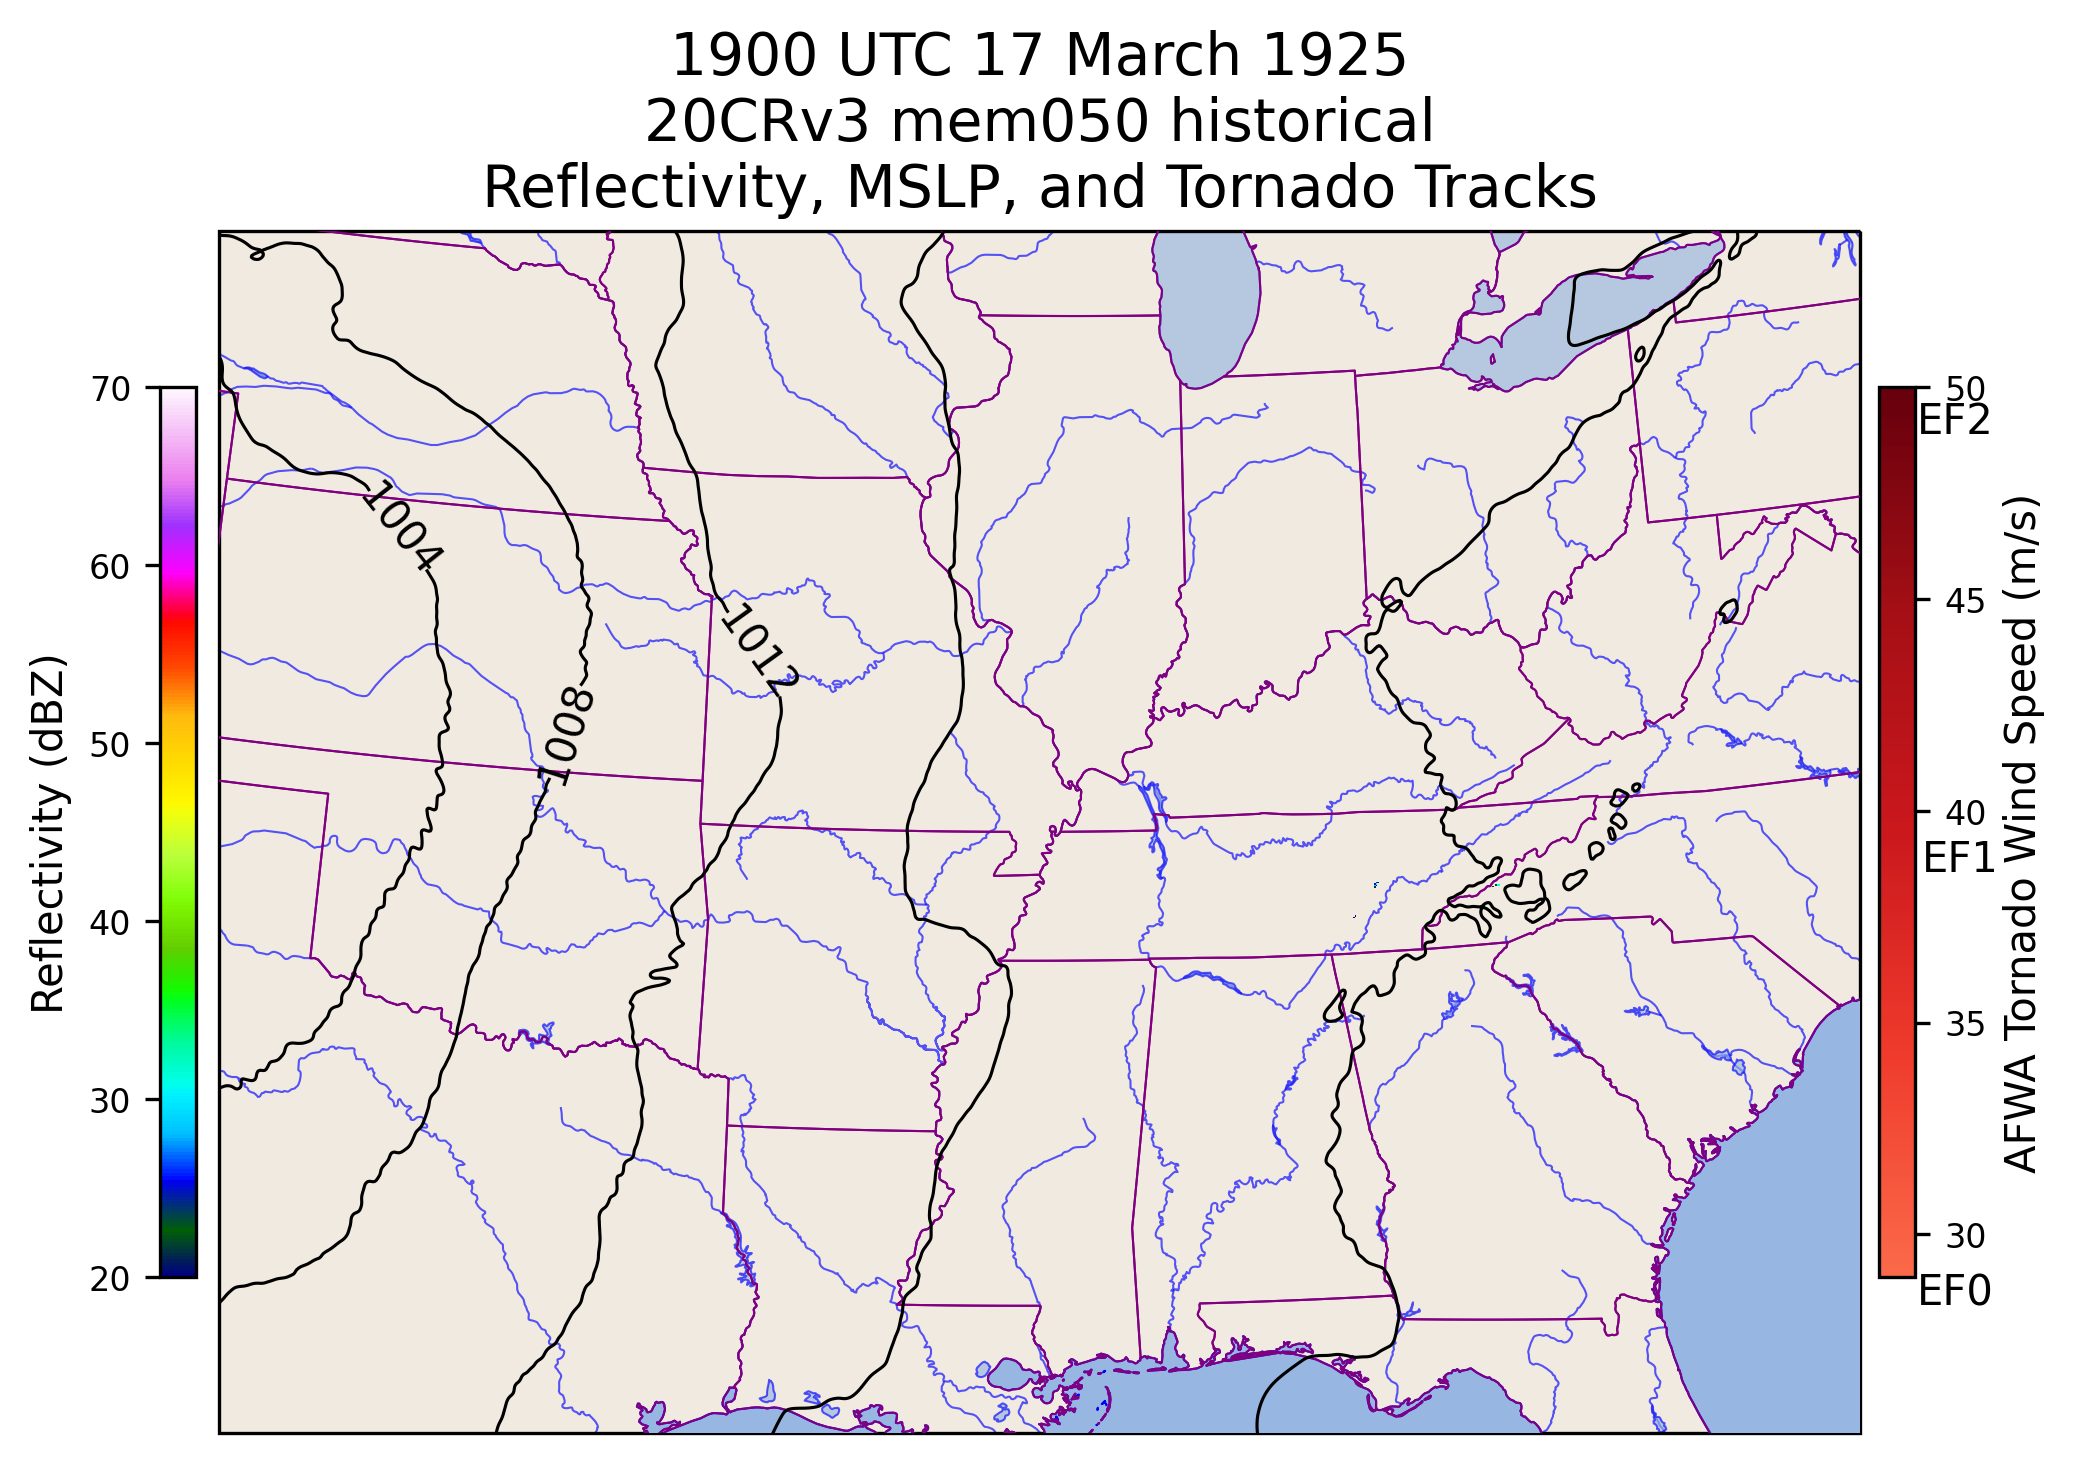 1900 UTC 17 March 1925
20CRv3 mem050 historical
Reflectivity, MSLP, and Tornado Tracks
Reflectivity (dBZ)
70
60
50
40
30
20
1004
1008
1012
50
EF2
45
40
EF1
35
30
EF0
AFWA Tornado Wind Speed (m/s)